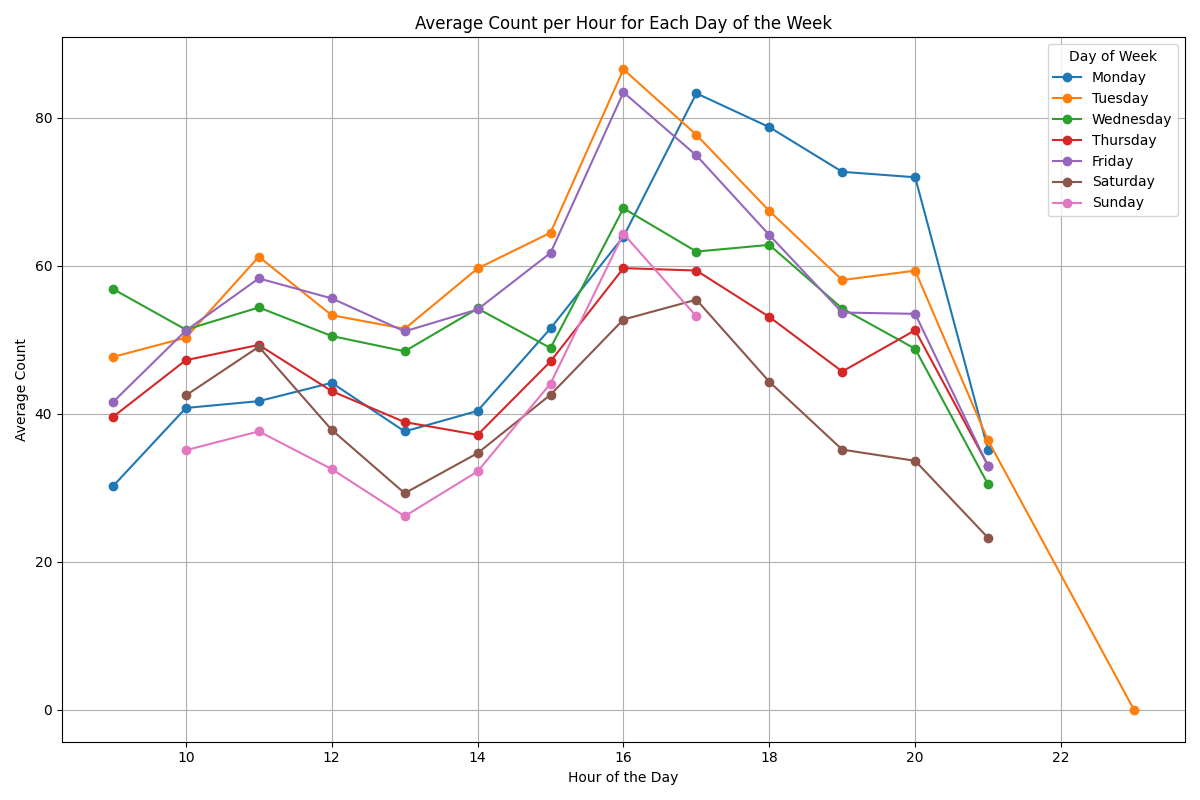 Average Count per Hour for Each Day of the Week
Average Count
80
60
40
20
0
Day of Week
Monday
Tuesday
Wednesday
Thursday
Friday
Saturday
Sunday
10 12 14 16 18 20 22
Hour of the Day